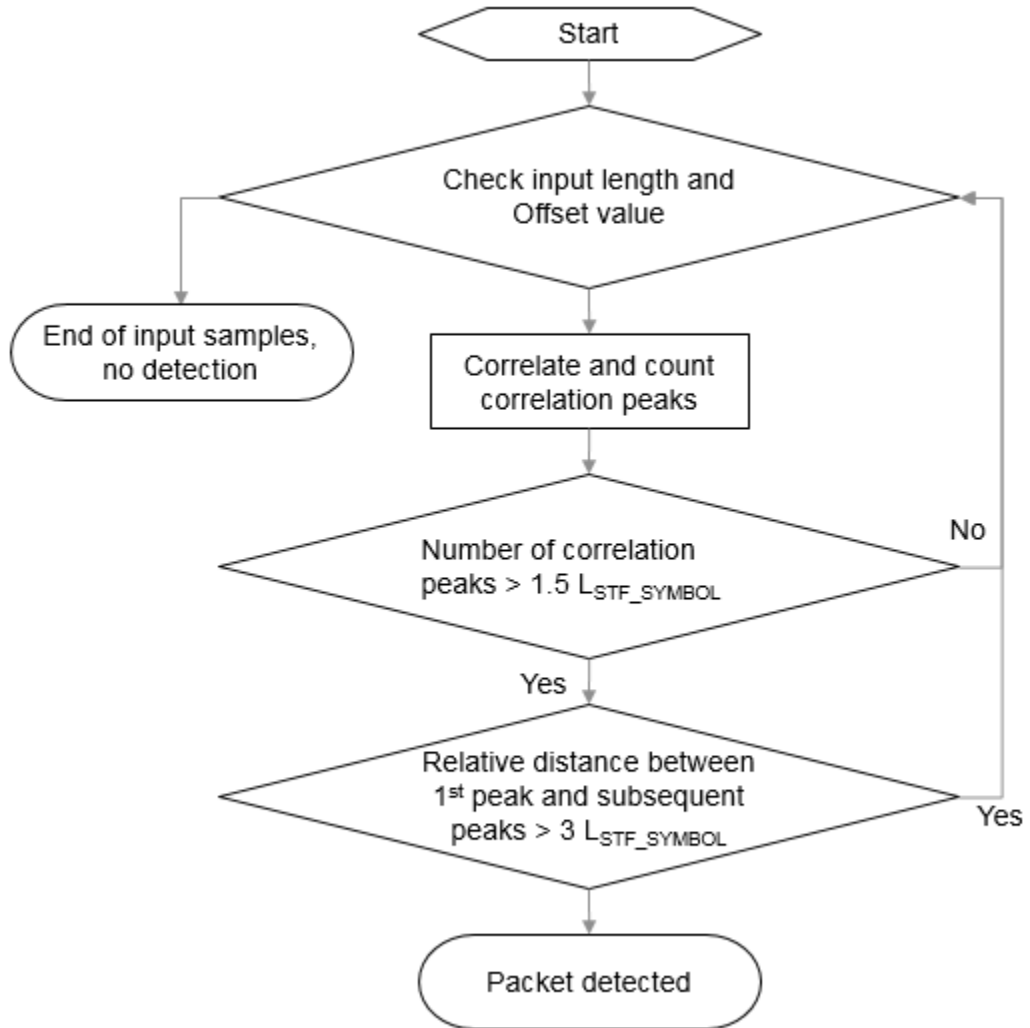 Start
Check input length and
Offset value
End of input samples,
no detection
Correlate and count
correlation peaks
No
Number of correlation
peaks > 1.5 L_STF_SYMBOL
Yes
Relative distance between
1st peak and subsequent
peaks > 3 L_STF_SYMBOL
Yes
Packet detected